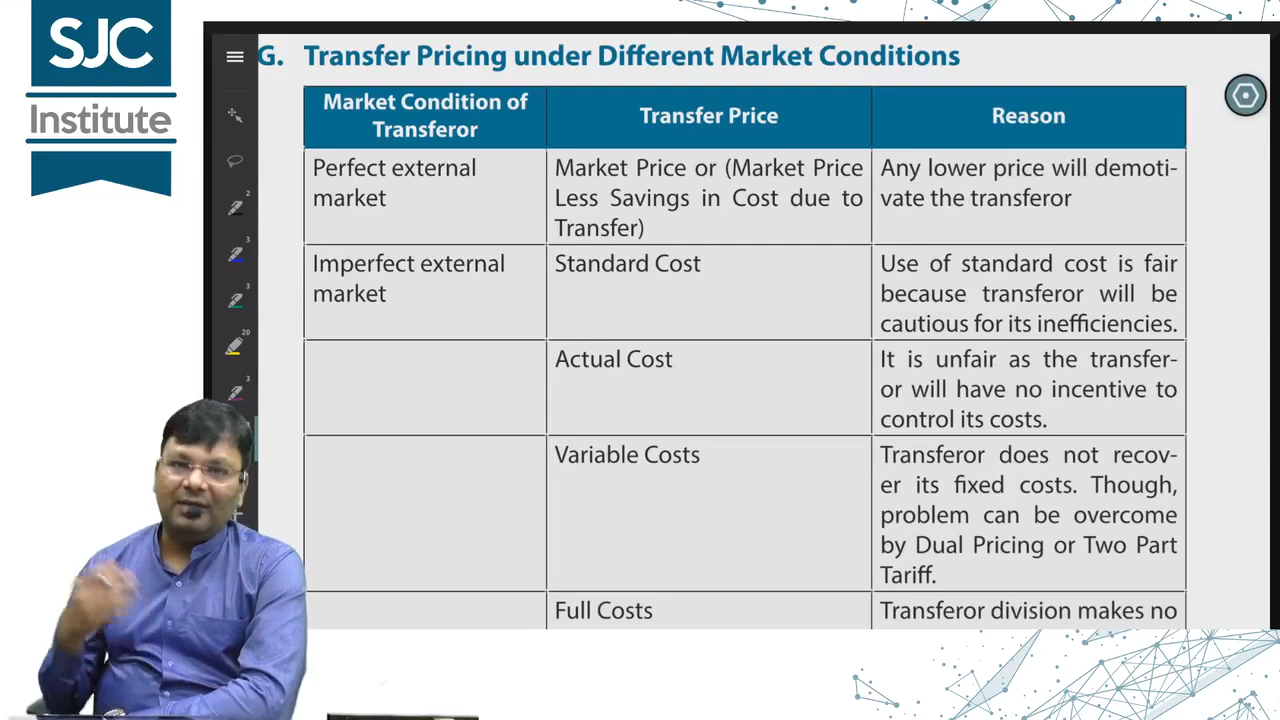 SJC
Institute
G. Transfer Pricing under Different Market Conditions
Market Condition of
Transferor
Transfer Price
Reason
Perfect external
market
Market Price or (Market Price
Less Savings in Cost due to
Transfer)
Any lower price will demoti-
vate the transferor
Imperfect external
market
Standard Cost
Use of standard cost is fair
because transferor will be
cautious for its inefficiencies.
Actual Cost
It is unfair as the transfer-
or will have no incentive to
control its costs.
Variable Costs
Transferor does not recov-
er its fixed costs. Though,
problem can be overcome
by Dual Pricing or Two Part
Tariff.
Full Costs
Transferor division makes no
2
3
3
20
3